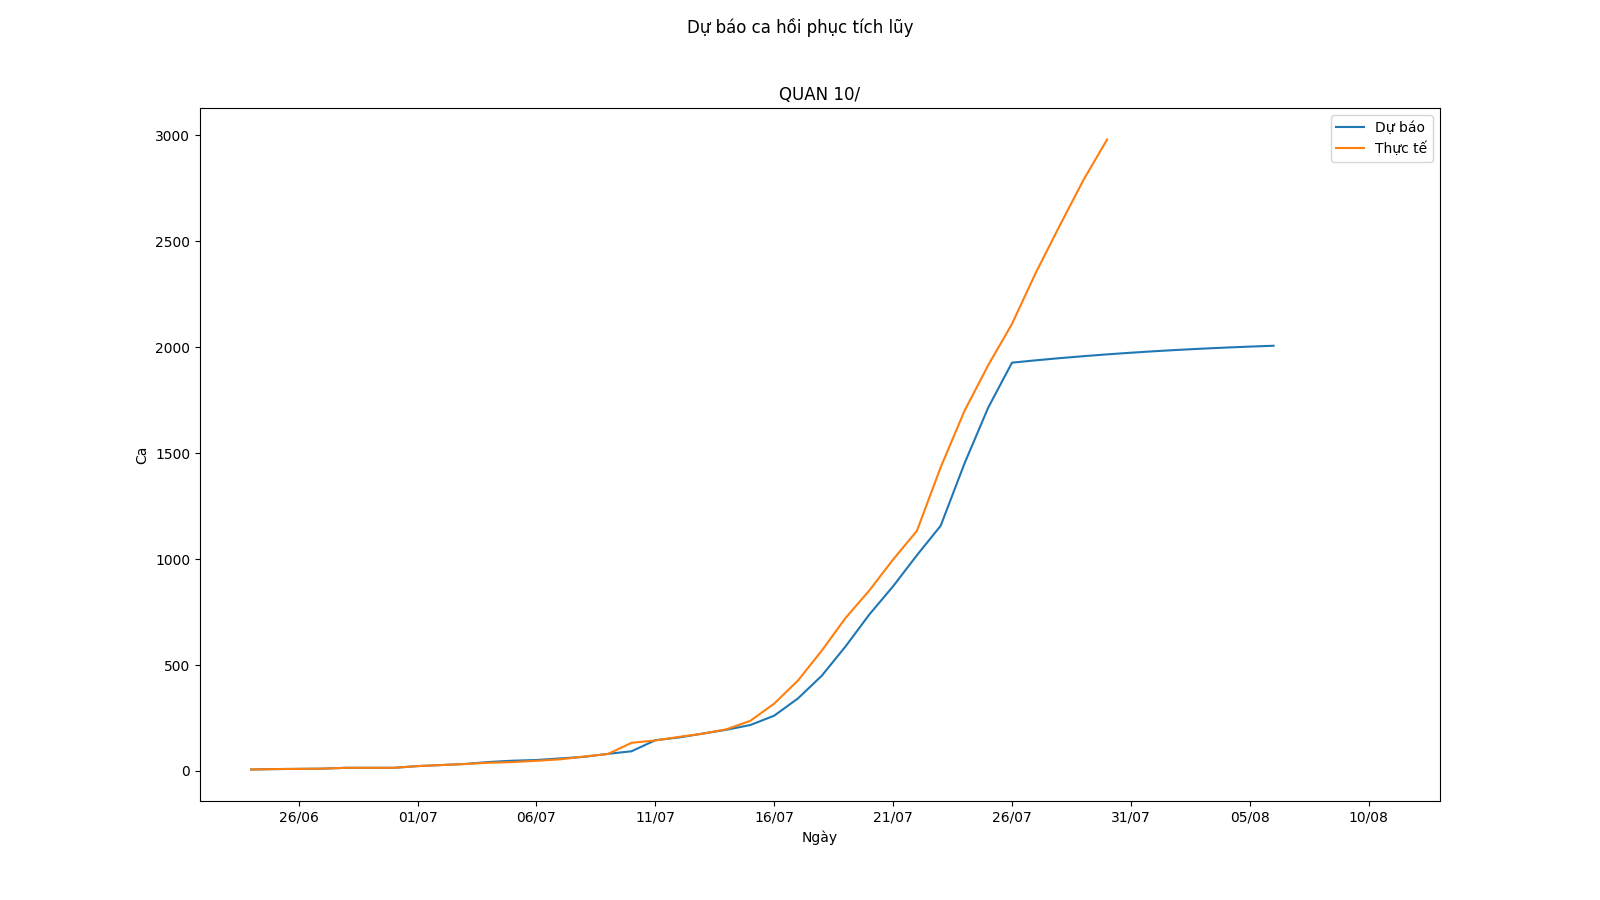 Dự báo ca hồi phục tích lũy
QUAN 10/
Dự báo
Thực tế
3000
2500
2000
1500
1000
500
0
Ca
26/06 01/07 06/07 11/07 16/07 21/07 26/07 31/07 05/08 10/08
Ngày